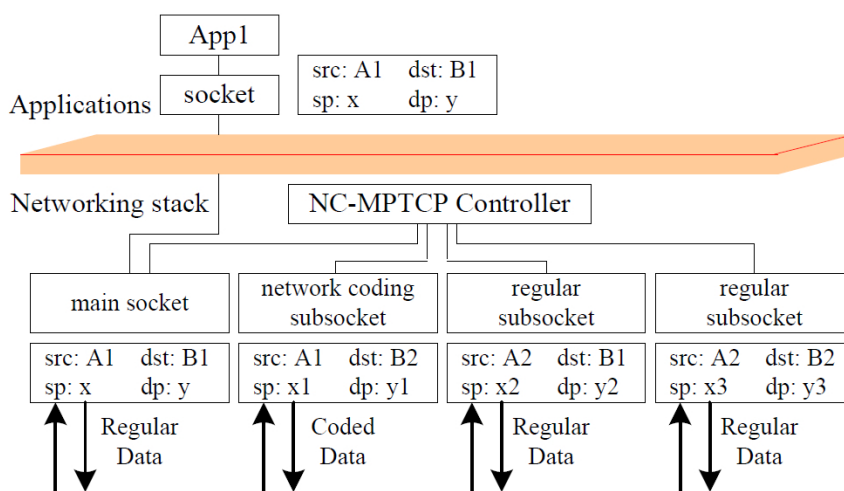 App1
socket
src: A1 dst: B1
sp: x dp: y
Applications
Networking stack
NC-MPTCP Controller
main socket
network coding
subsocket
regular
subsocket
regular
subsocket
src: A1 dst: B1
sp: x dp: y
src: A1 dst: B2
sp: x1 dp: y1
src: A2 dst: B1
sp: x2 dp: y2
src: A2 dst: B2
sp: x3 dp: y3
Regular
Data
Coded
Data
Regular
Data
Regular
Data